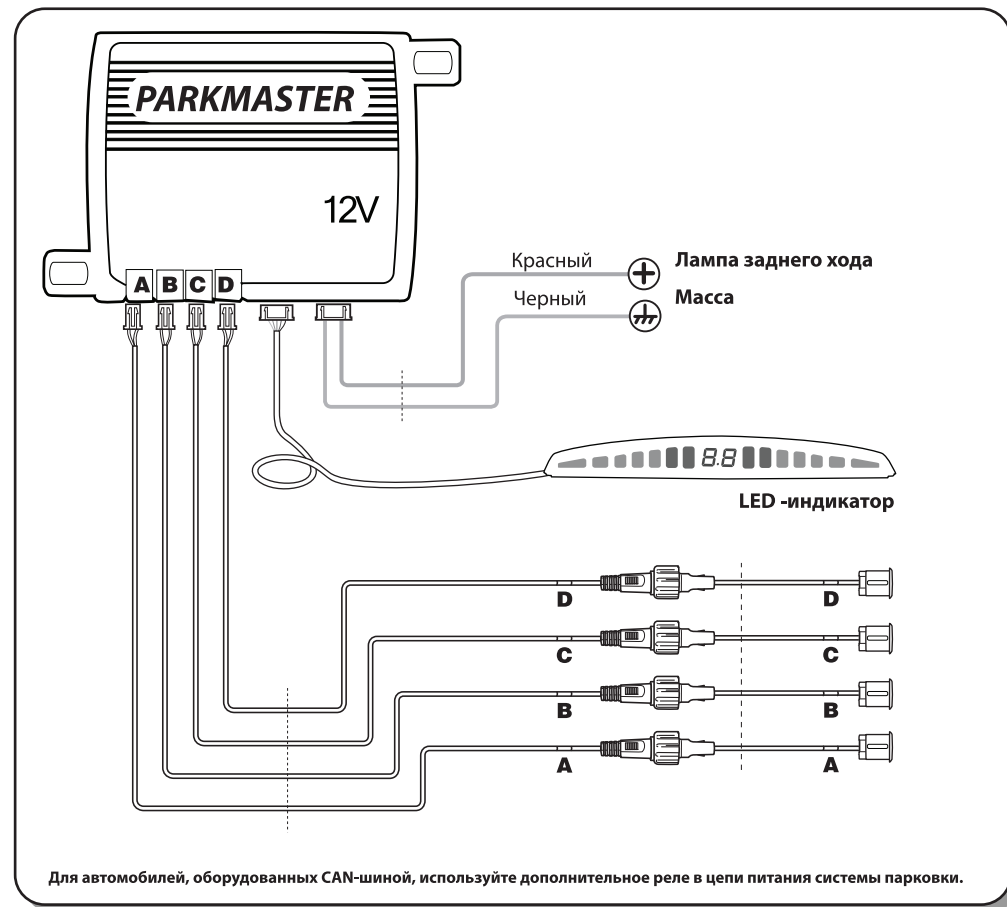 PARKMASTER
12V
A B C D
Красный
Лампа заднего хода
Черный
Масса
8.8
LED -индикатор
D D
C C
B B
A A
Для автомобилей, оборудованных CAN-шиной, используйте дополнительное реле в цепи питания системы парковки.